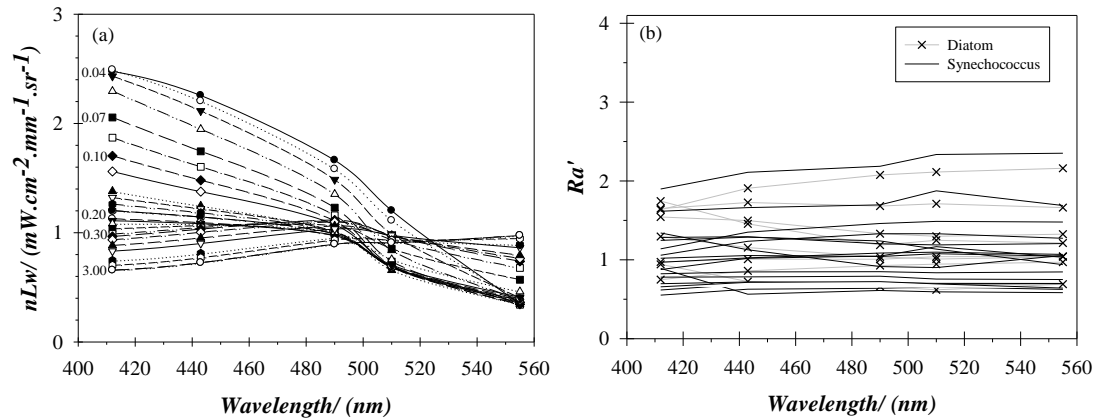 (a)
3
2
1
0
nLw/ (mW.cm-2.mm-1.sr-1)
0.04
0.07
0.10
0.20
0.30
3.00
400 420 440 460 480 500 520 540 560
Wavelength/ (nm)
(b)
4
3
2
1
0
Ra'
Diatom
Synechococcus
400 420 440 460 480 500 520 540 560
Wavelength/ (nm)